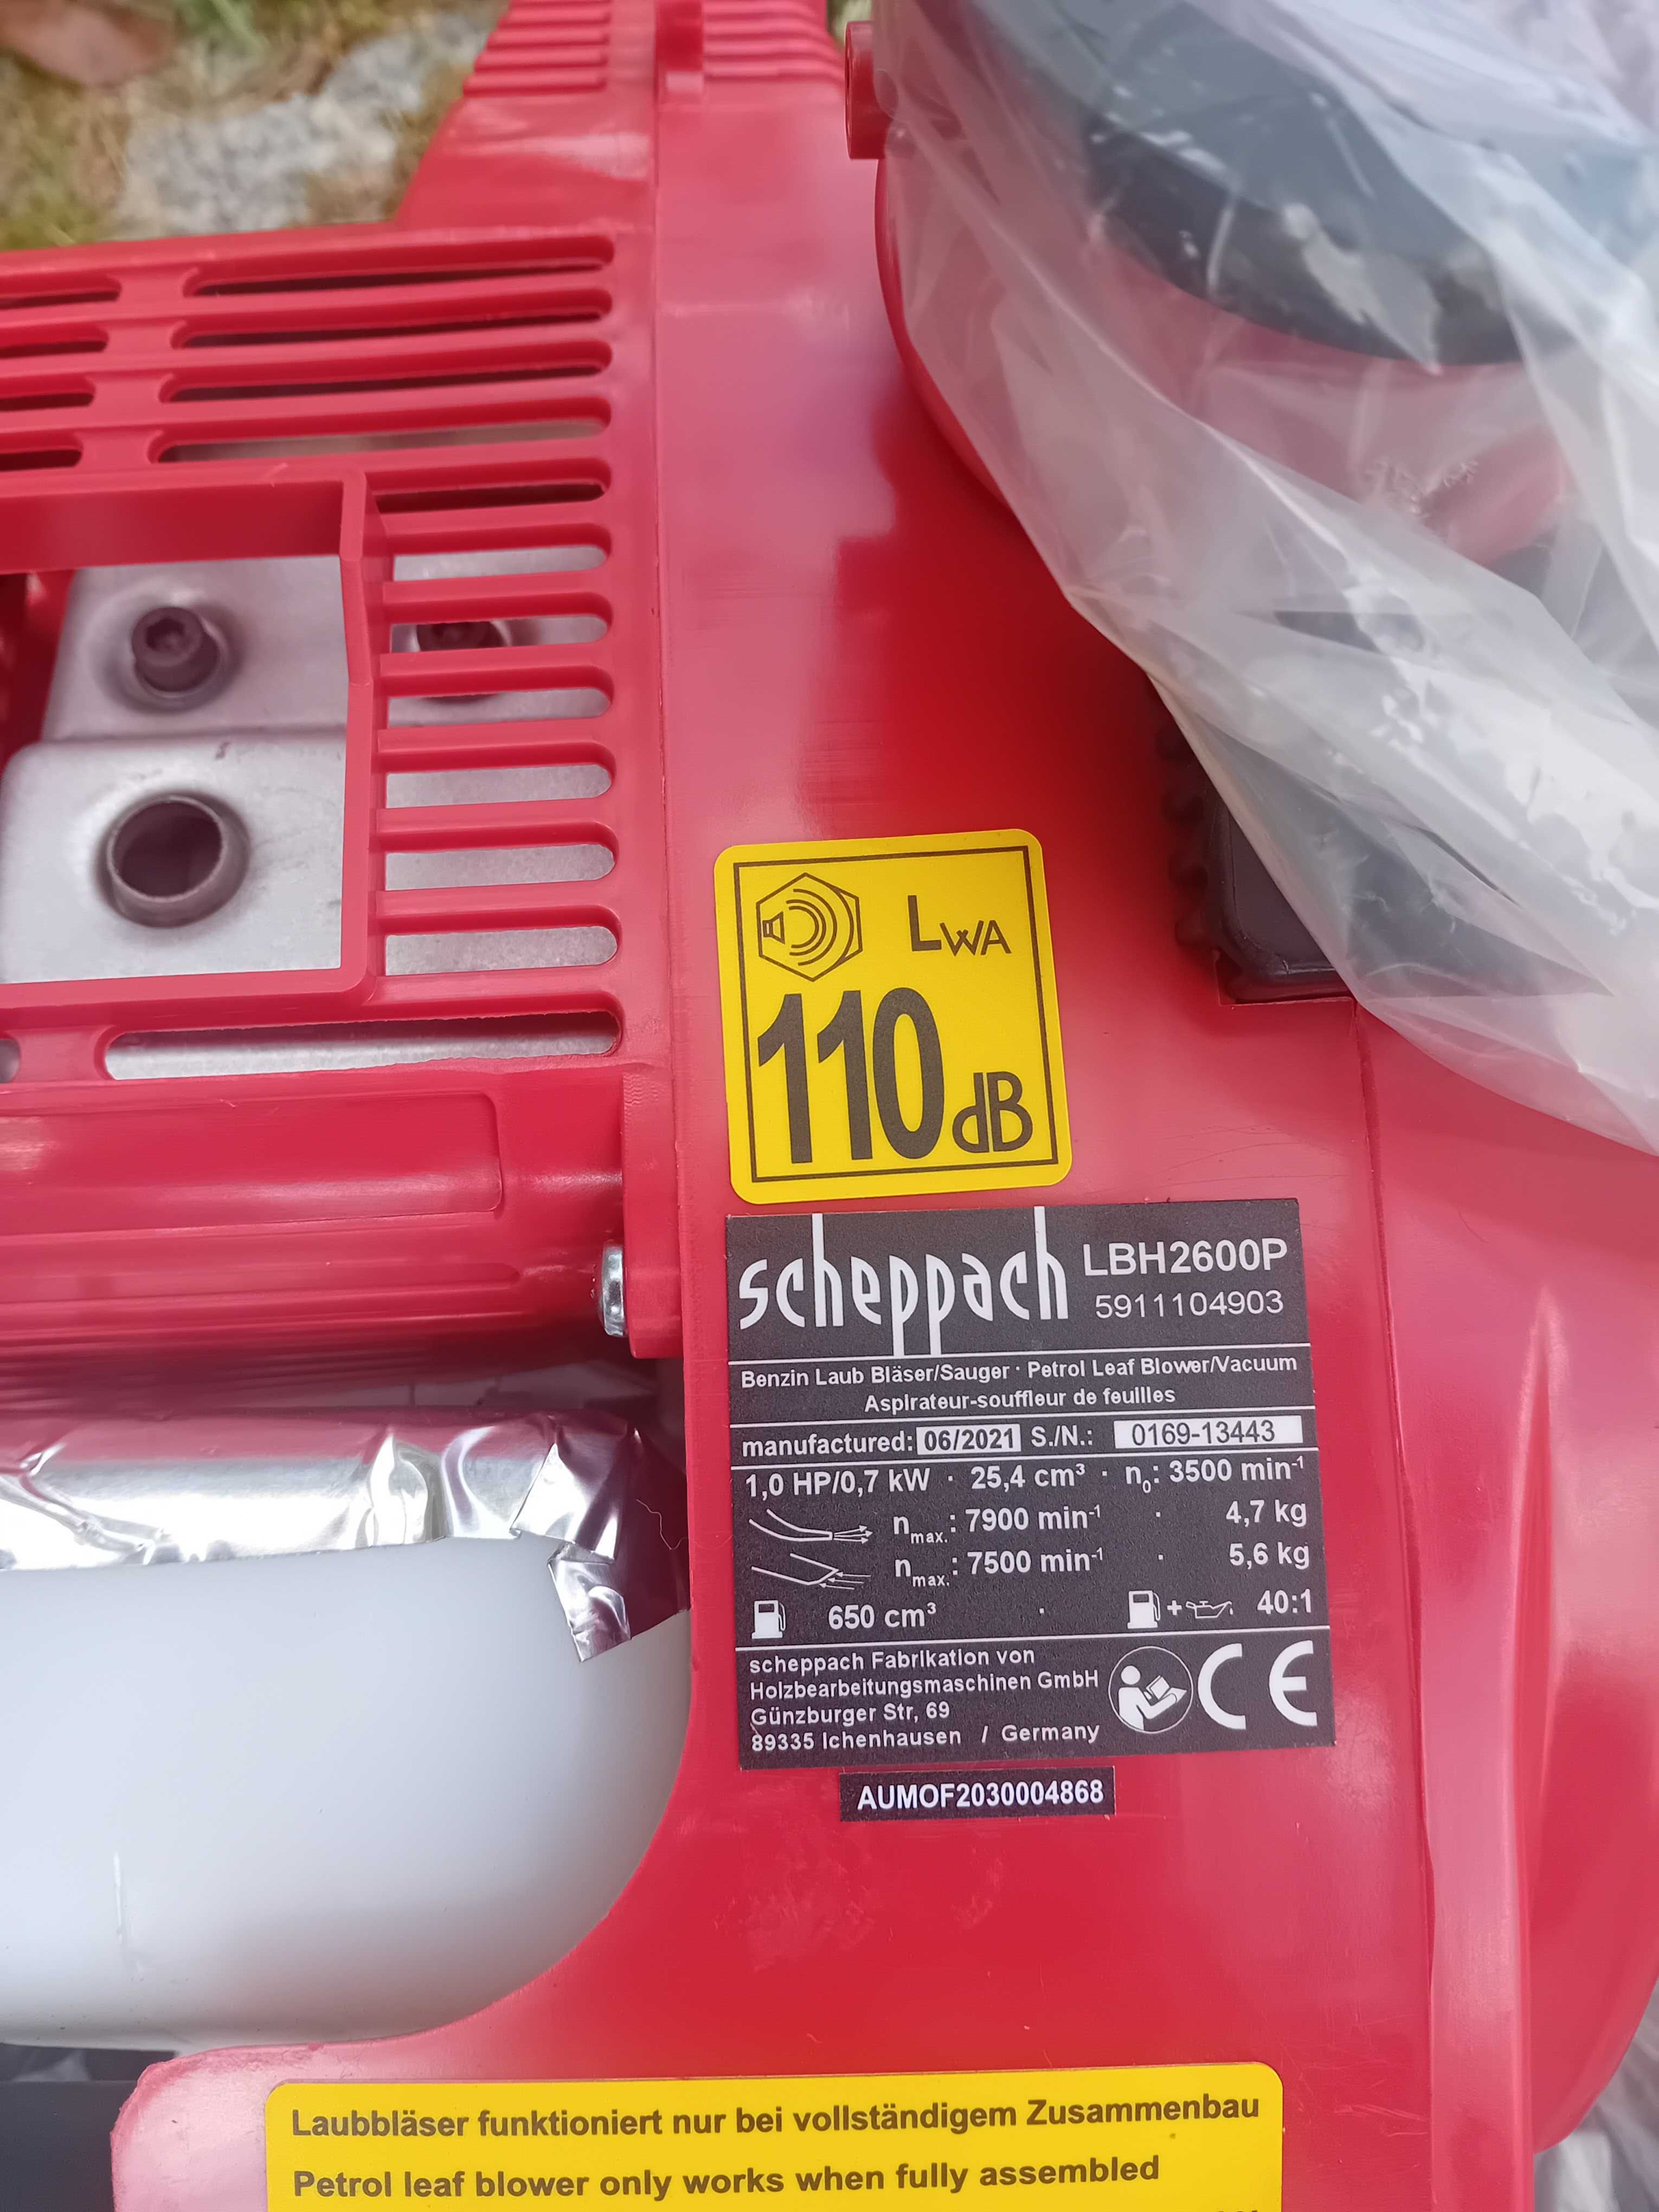 LWA
110 dB
scheppach LBH2600P
5911104903
Benzin Laub Bläser/Sauger · Petrol Leaf Blower/Vacuum
Aspirateur-souffleur de feuilles
manufactured: 06/2021 S./N.: 0169-13443
1,0 HP/0,7 kW · 25,4 cm³ · n₀: 3500 min⁻¹
nmax.: 7900 min⁻¹ · 4,7 kg
nmax.: 7500 min⁻¹ · 5,6 kg
650 cm³ · + 40:1
scheppach Fabrikation von
Holzbearbeitungsmaschinen GmbH
Günzburger Str, 69
89335 Ichenhausen / Germany
CE
AUMOF2030004868
Laubbläser funktioniert nur bei vollständigem Zusammenbau
Petrol leaf blower only works when fully assembled